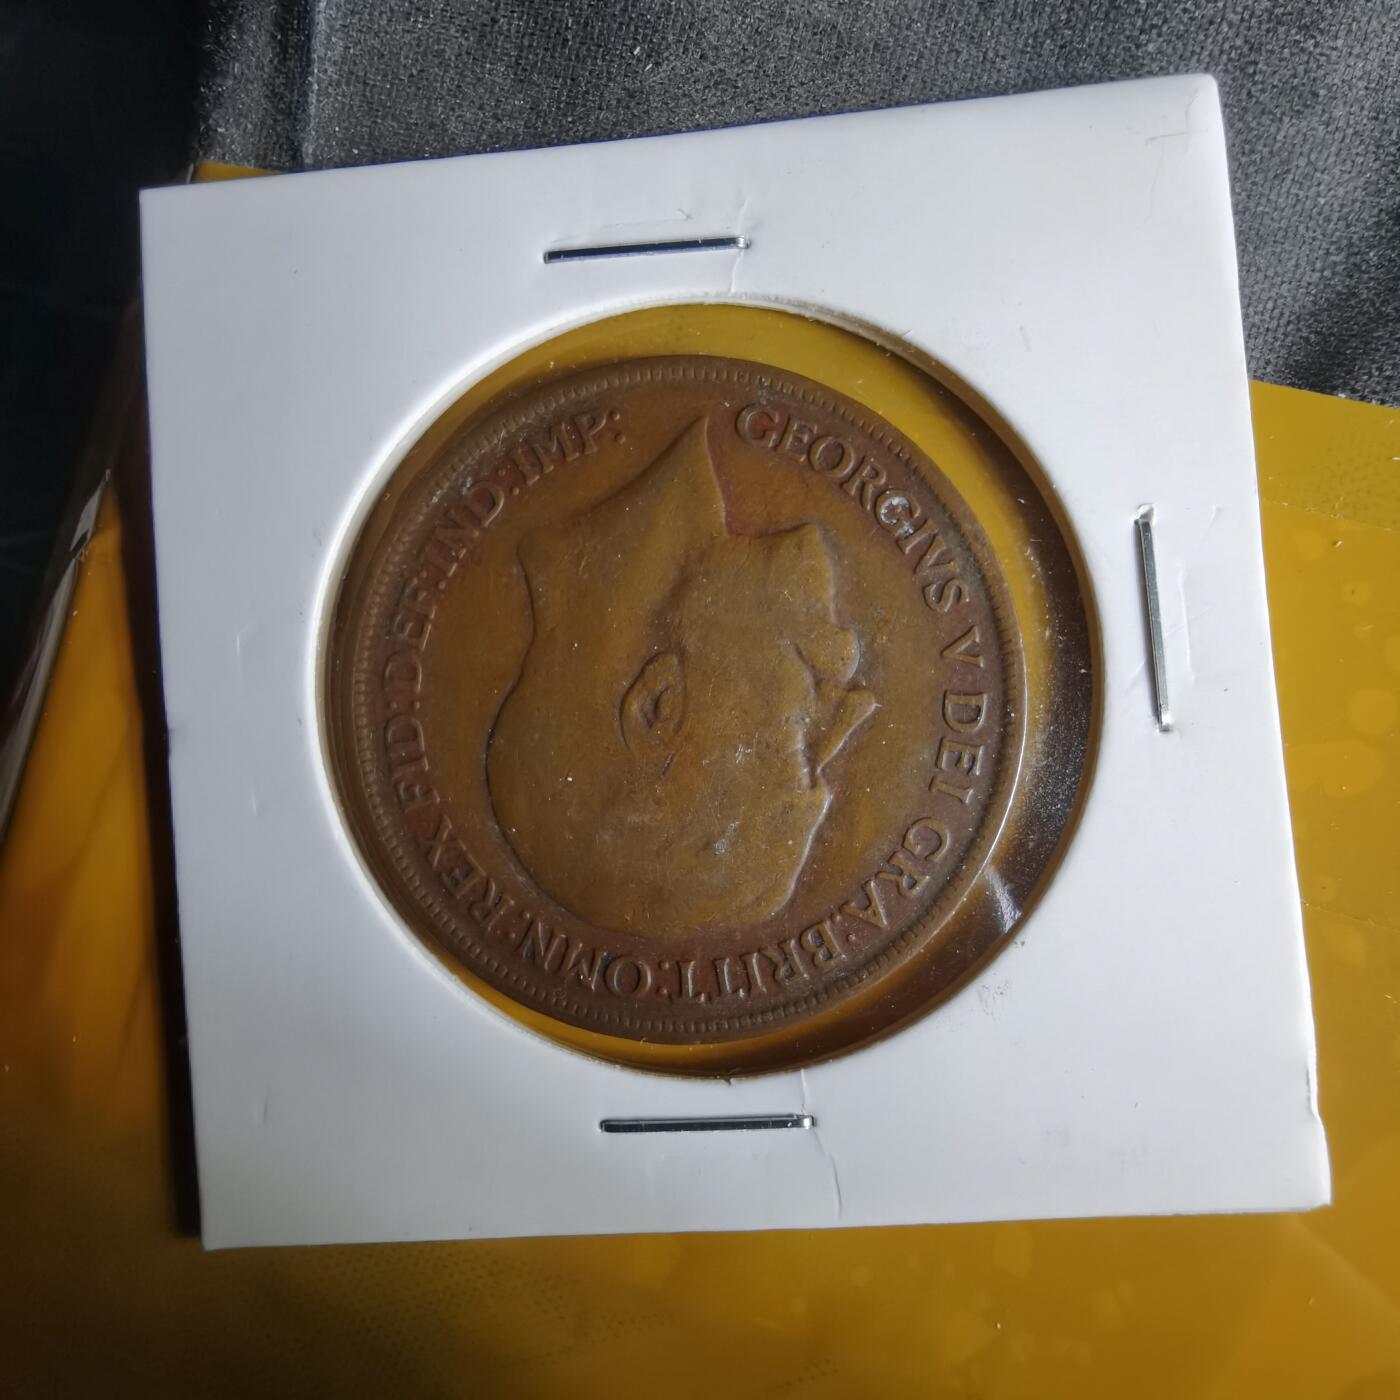 GEORGIVS V DEI GRA: BRITT: OMN: REX FID: DEF: IND: IMP: